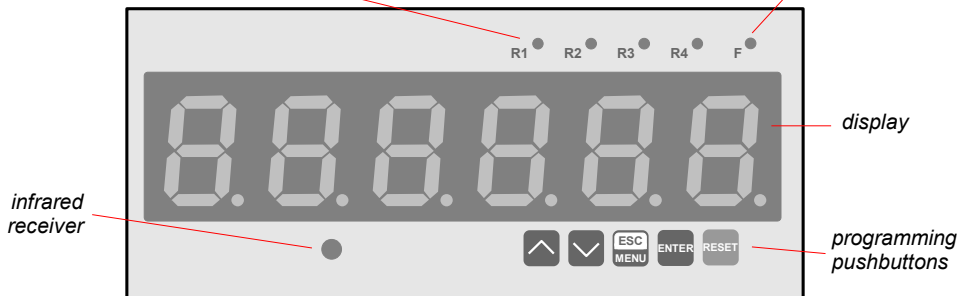 R1 R2 R3 R4 F
display
infrared
receiver
ESC
MENU
ENTER
RESET
programming
pushbuttons